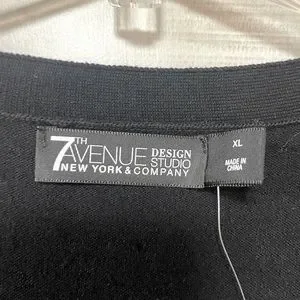 7TH AVENUE DESIGN STUDIO
NEW YORK & COMPANY
XL
MADE IN
CHINA